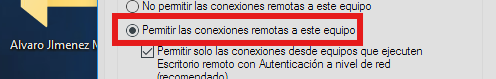 No permitir las conexiones remotas a este equipo
Permitir las conexiones remotas a este equipo
Alvaro JImenez M
Permitir solo las conexiones desde equipos que ejecuten
Escritorio remoto con Autenticación a nivel de red
(recomendado)